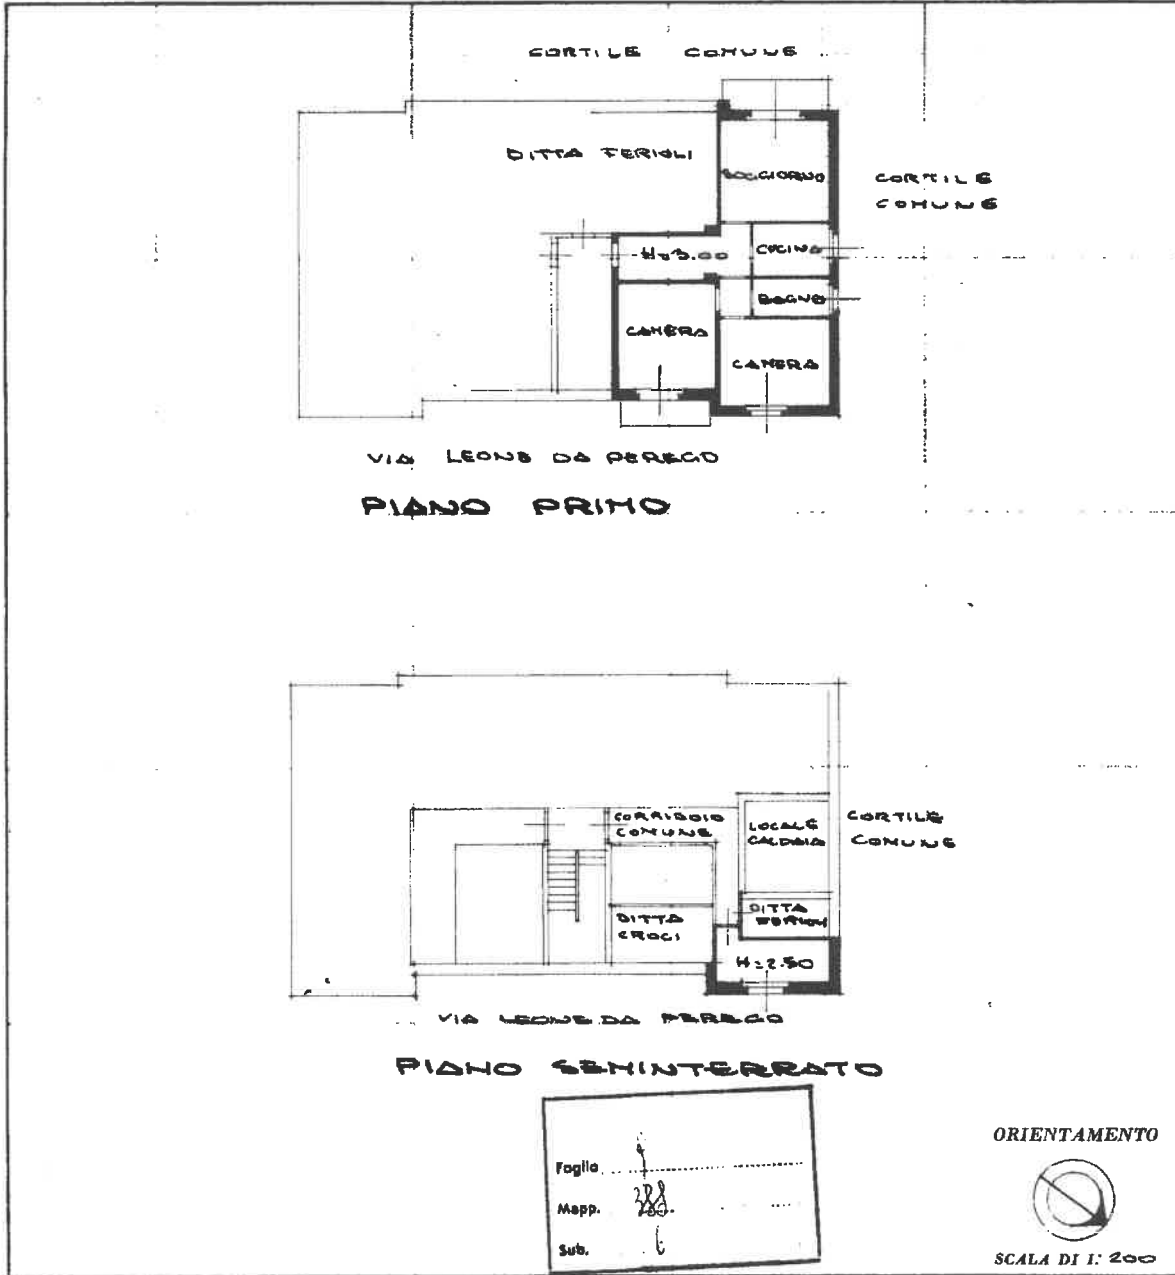 CORTILE COMUNE
DITTA FERIOLI
SOGGIORNO
CORTILE
COMUNE
H=3.00
CUCINA
BAGNO
CAMERA
CAMERA
VIA LEONE DA PEREGO
PIANO PRIMO
CORRIDOIO
COMUNE
LOCALE
CALDAIA
CORTILE
COMUNE
DITTA
FERIOLI
DITTA
CROCI
H=2.50
VIA LEONE DA PEREGO
PIANO SEMINTERRATO
Foglio
Mapp.
Sub.
ORIENTAMENTO
SCALA DI 1: 200